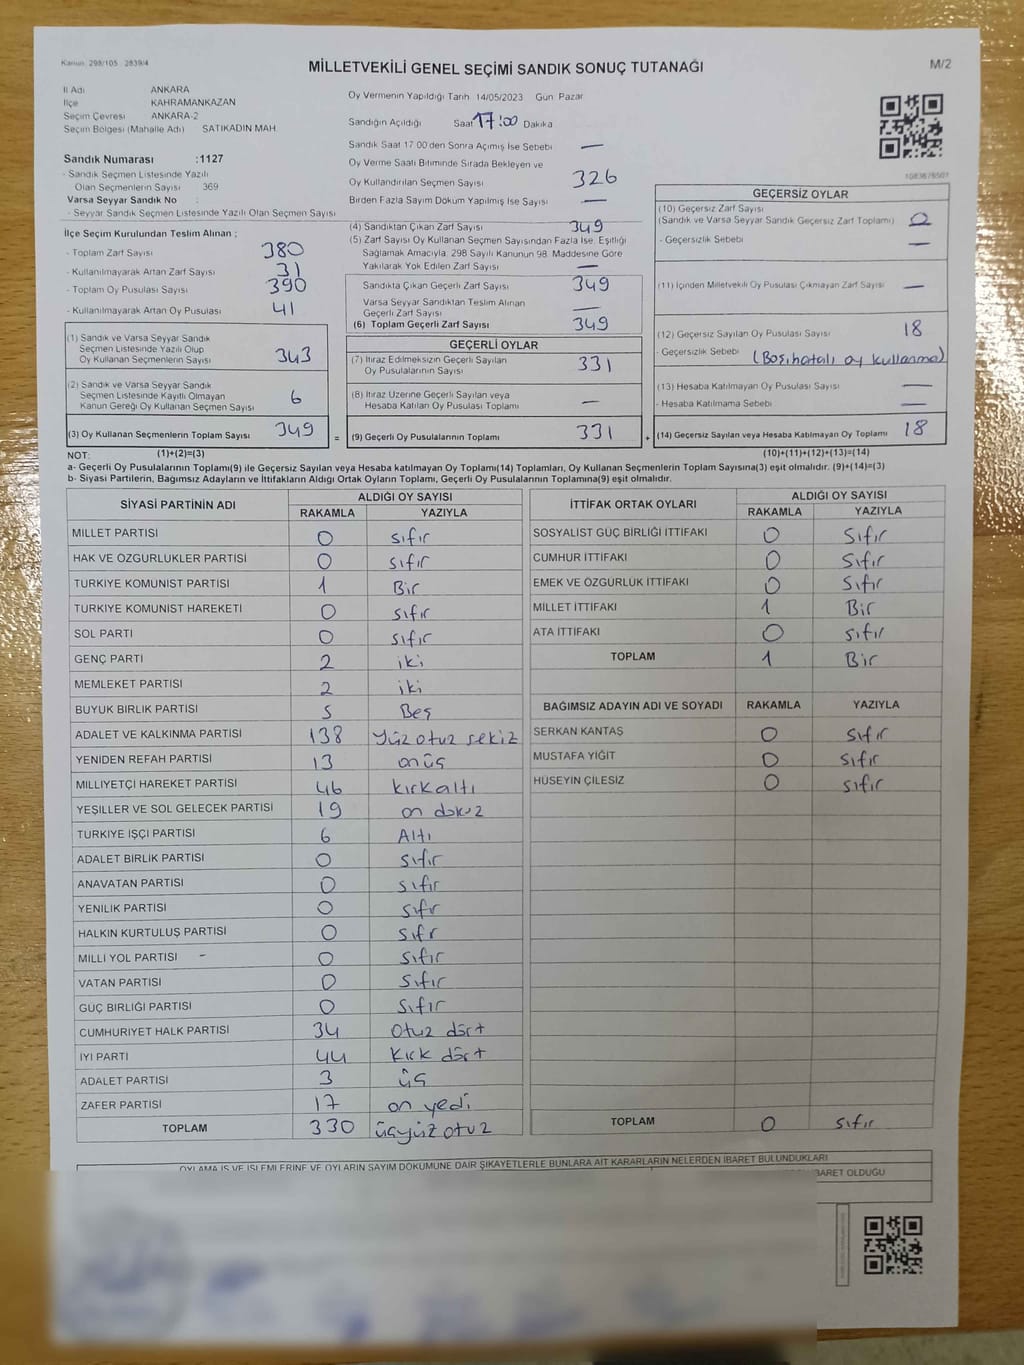 Kanun: 298/105 2839/4
MİLLETVEKİLİ GENEL SEÇİMİ SANDIK SONUÇ TUTANAĞI
M/2
İl Adı ANKARA
İlçe KAHRAMANKAZAN
Seçim Çevresi ANKARA-2
Seçim Bölgesi (Mahalle Adı) SATIKADIN MAH.
Sandık Numarası :1127
- Sandık Seçmen Listesinde Yazılı
Olan Seçmenlerin Sayısı 369
Varsa Seyyar Sandık No :
- Seyyar Sandık Seçmen Listesinde Yazılı Olan Seçmen Sayısı
İlçe Seçim Kurulundan Teslim Alınan ;
- Toplam Zarf Sayısı 380
- Kullanılmayarak Artan Zarf Sayısı 31
- Toplam Oy Pusulası Sayısı 390
- Kullanılmayarak Artan Oy Pusulası 41
(1) Sandık ve Varsa Seyyar Sandık
Seçmen Listesinde Yazılı Olup
Oy Kullanan Seçmenlerin Sayısı 343
(2) Sandık ve Varsa Seyyar Sandık
Seçmen Listesinde Kayıtlı Olmayan
Kanun Gereği Oy Kullanan Seçmen Sayısı 6
(3) Oy Kullanan Seçmenlerin Toplam Sayısı 349 =
Oy Vermenin Yapıldığı Tarih 14/05/2023 Gün Pazar
Sandığın Açıldığı Saat 17:00 Dakika
Sandık Saat 17 00'den Sonra Açılmış İse Sebebi —
Oy Verme Saati Bitiminde Sırada Bekleyen ve
Oy Kullandırılan Seçmen Sayısı 326
Birden Fazla Sayım Döküm Yapılmış İse Sayısı —
(4) Sandıktan Çıkan Zarf Sayısı 349
(5) Zarf Sayısı Oy Kullanan Seçmen Sayısından Fazla İse, Eşitliği
Sağlamak Amacıyla, 298 Sayılı Kanunun 98. Maddesine Göre
Yakılarak Yok Edilen Zarf Sayısı —
Sandıkta Çıkan Geçerli Zarf Sayısı 349
Varsa Seyyar Sandıktan Teslim Alınan
Geçerli Zarf Sayısı —
(6) Toplam Geçerli Zarf Sayısı 349
GEÇERLİ OYLAR
(7) İtiraz Edilmeksizin Geçerli Sayılan
Oy Pusulalarının Sayısı 331
(8) İtiraz Üzerine Geçerli Sayılan veya
Hesaba Katılan Oy Pusulası Toplamı —
(9) Geçerli Oy Pusulalarının Toplamı 331 +
1083678501
GEÇERSİZ OYLAR
(10) Geçersiz Zarf Sayısı
(Sandık ve Varsa Seyyar Sandık Geçersiz Zarf Toplamı) 0
- Geçersizlik Sebebi —
(11) İçinden Milletvekili Oy Pusulası Çıkmayan Zarf Sayısı —
(12) Geçersiz Sayılan Oy Pusulası Sayısı 18
- Geçersizlik Sebebi (Boş,hatalı oy kullanma)
(13) Hesaba Katılmayan Oy Pusulası Sayısı —
- Hesaba Katılmama Sebebi —
(14) Geçersiz Sayılan veya Hesaba Katılmayan Oy Toplamı 18
NOT: (1)+(2)=(3) (10)+(11)+(12)+(13)=(14)
a- Geçerli Oy Pusulalarının Toplamı(9) ile Geçersiz Sayılan veya Hesaba katılmayan Oy Toplamı(14) Toplamları, Oy Kullanan Seçmenlerin Toplam Sayısına(3) eşit olmalıdır. (9)+(14)=(3)
b- Siyasi Partilerin, Bağımsız Adayların ve İttifakların Aldığı Ortak Oyların Toplamı, Geçerli Oy Pusulalarının Toplamına(9) eşit olmalıdır.
SİYASİ PARTİNİN ADI ALDIĞI OY SAYISI
RAKAMLA YAZIYLA
MİLLET PARTİSİ 0 sıfır
HAK VE ÖZGÜRLÜKLER PARTİSİ 0 sıfır
TÜRKİYE KOMÜNİST PARTİSİ 1 Bir
TÜRKİYE KOMÜNİST HAREKETİ 0 sıfır
SOL PARTİ 0 sıfır
GENÇ PARTİ 2 iki
MEMLEKET PARTİSİ 2 iki
BÜYÜK BİRLİK PARTİSİ 5 Beş
ADALET VE KALKINMA PARTİSİ 138 Yüz otuz sekiz
YENİDEN REFAH PARTİSİ 13 onüç
MİLLİYETÇİ HAREKET PARTİSİ 46 kırkaltı
YEŞİLLER VE SOL GELECEK PARTİSİ 19 on dokuz
TÜRKİYE İŞÇİ PARTİSİ 6 Altı
ADALET BİRLİK PARTİSİ 0 sıfır
ANAVATAN PARTİSİ 0 sıfır
YENİLİK PARTİSİ 0 sıfır
HALKIN KURTULUŞ PARTİSİ 0 sıfır
MİLLİ YOL PARTİSİ 0 sıfır
VATAN PARTİSİ 0 sıfır
GÜÇ BİRLİĞİ PARTİSİ 0 sıfır
CUMHURİYET HALK PARTİSİ 34 otuz dört
İYİ PARTİ 44 kırk dört
ADALET PARTİSİ 3 üç
ZAFER PARTİSİ 17 on yedi
TOPLAM 330 üçyüz otuz
İTTİFAK ORTAK OYLARI ALDIĞI OY SAYISI
RAKAMLA YAZIYLA
SOSYALİST GÜÇ BİRLİĞİ İTTİFAKI 0 sıfır
CUMHUR İTTİFAKI 0 sıfır
EMEK VE ÖZGÜRLÜK İTTİFAKI 0 sıfır
MİLLET İTTİFAKI 1 Bir
ATA İTTİFAKI 0 sıfır
TOPLAM 1 Bir
BAĞIMSIZ ADAYIN ADI VE SOYADI RAKAMLA YAZIYLA
SERKAN KANTAŞ 0 sıfır
MUSTAFA YİĞİT 0 sıfır
HÜSEYİN ÇİLESİZ 0 sıfır
TOPLAM 0 sıfır
OYLAMA İŞ VE İŞLEMLERİNE VE OYLARIN SAYIM DÖKÜMÜNE DAİR ŞİKAYETLERLE BUNLARA AİT KARARLARIN NELERDEN İBARET BULUNDUKLARI
OLDUĞU